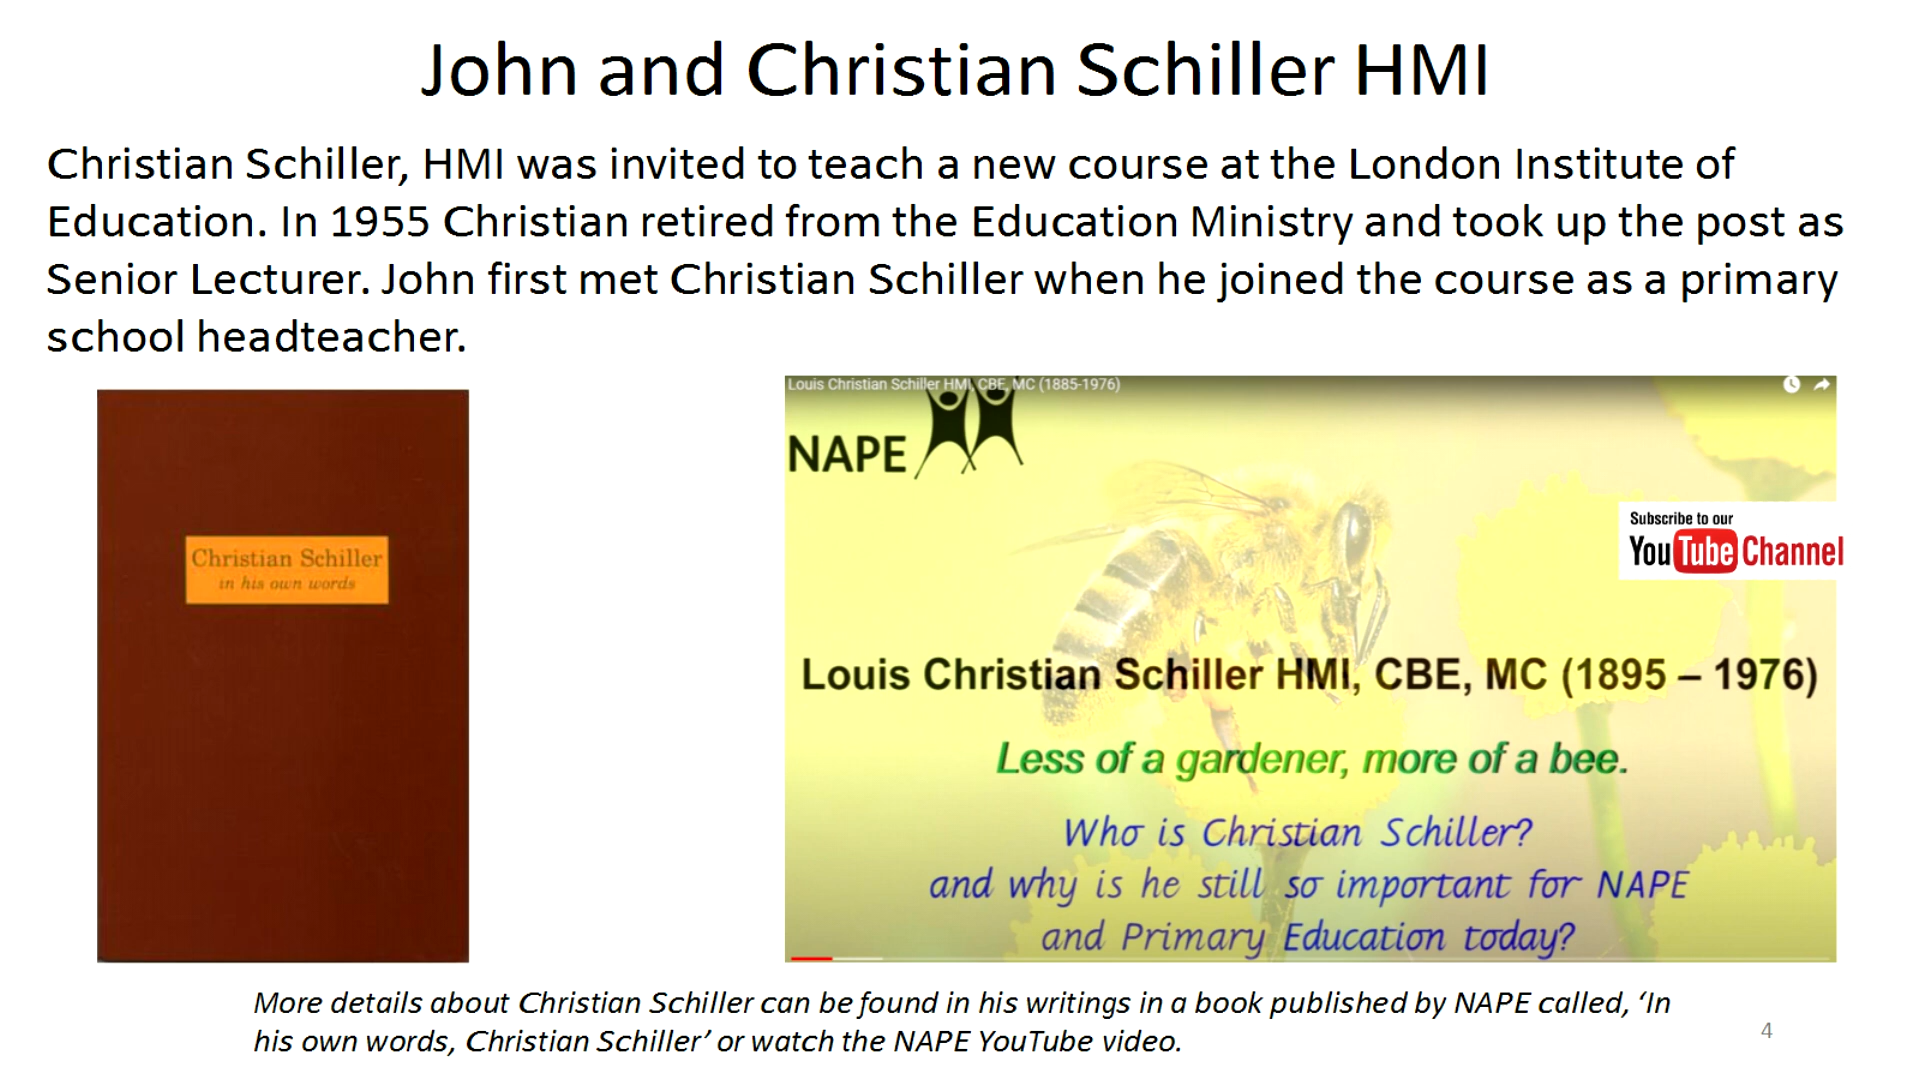 John and Christian Schiller HMI
Christian Schiller, HMI was invited to teach a new course at the London Institute of
Education. In 1955 Christian retired from the Education Ministry and took up the post as
Senior Lecturer. John first met Christian Schiller when he joined the course as a primary
school headteacher.
Christian Schiller
in his own words
Louis Christian Schiller HMI, CBE, MC (1885-1976)
NAPE
Subscribe to our
YouTube Channel
Louis Christian Schiller HMI, CBE, MC (1895 – 1976)
Less of a gardener, more of a bee.
Who is Christian Schiller?
and why is he still so important for NAPE
and Primary Education today?
More details about Christian Schiller can be found in his writings in a book published by NAPE called, ‘In
his own words, Christian Schiller’ or watch the NAPE YouTube video.
4